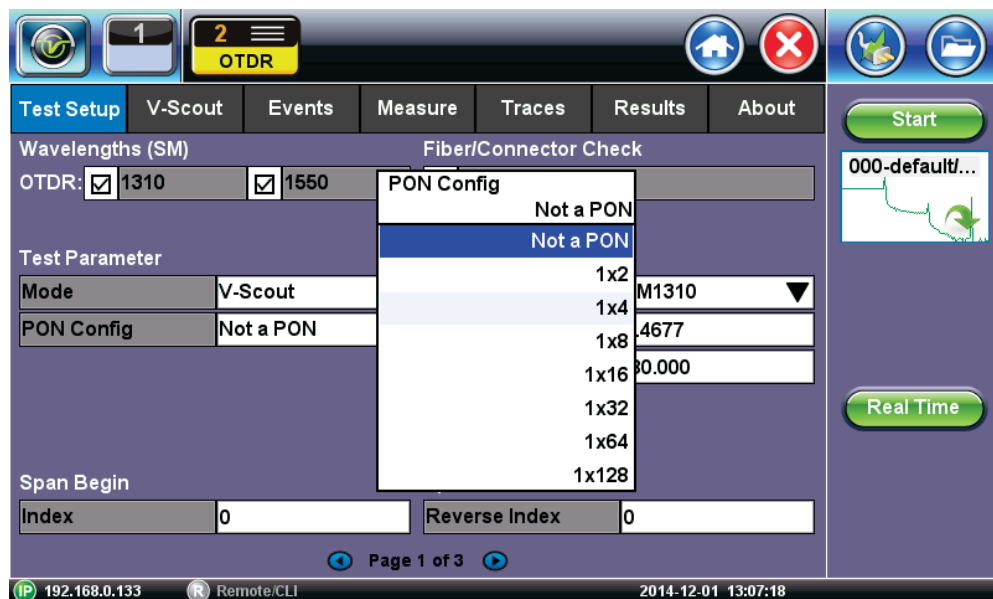 1
2
OTDR
Test Setup V-Scout Events Measure Traces Results About
Start
Wavelengths (SM)
Fiber/Connector Check
OTDR: 1310 1550
000-default/...
PON Config
Not a PON
Not a PON
1x2
1x4
1x8
1x16
1x32
1x64
1x128
Test Parameter
Mode V-Scout
M1310
PON Config Not a PON
.4677
30.000
Real Time
Span Begin
Index 0
Reverse Index 0
Page 1 of 3
IP 192.168.0.133 R Remote/CLI 2014-12-01 13:07:18